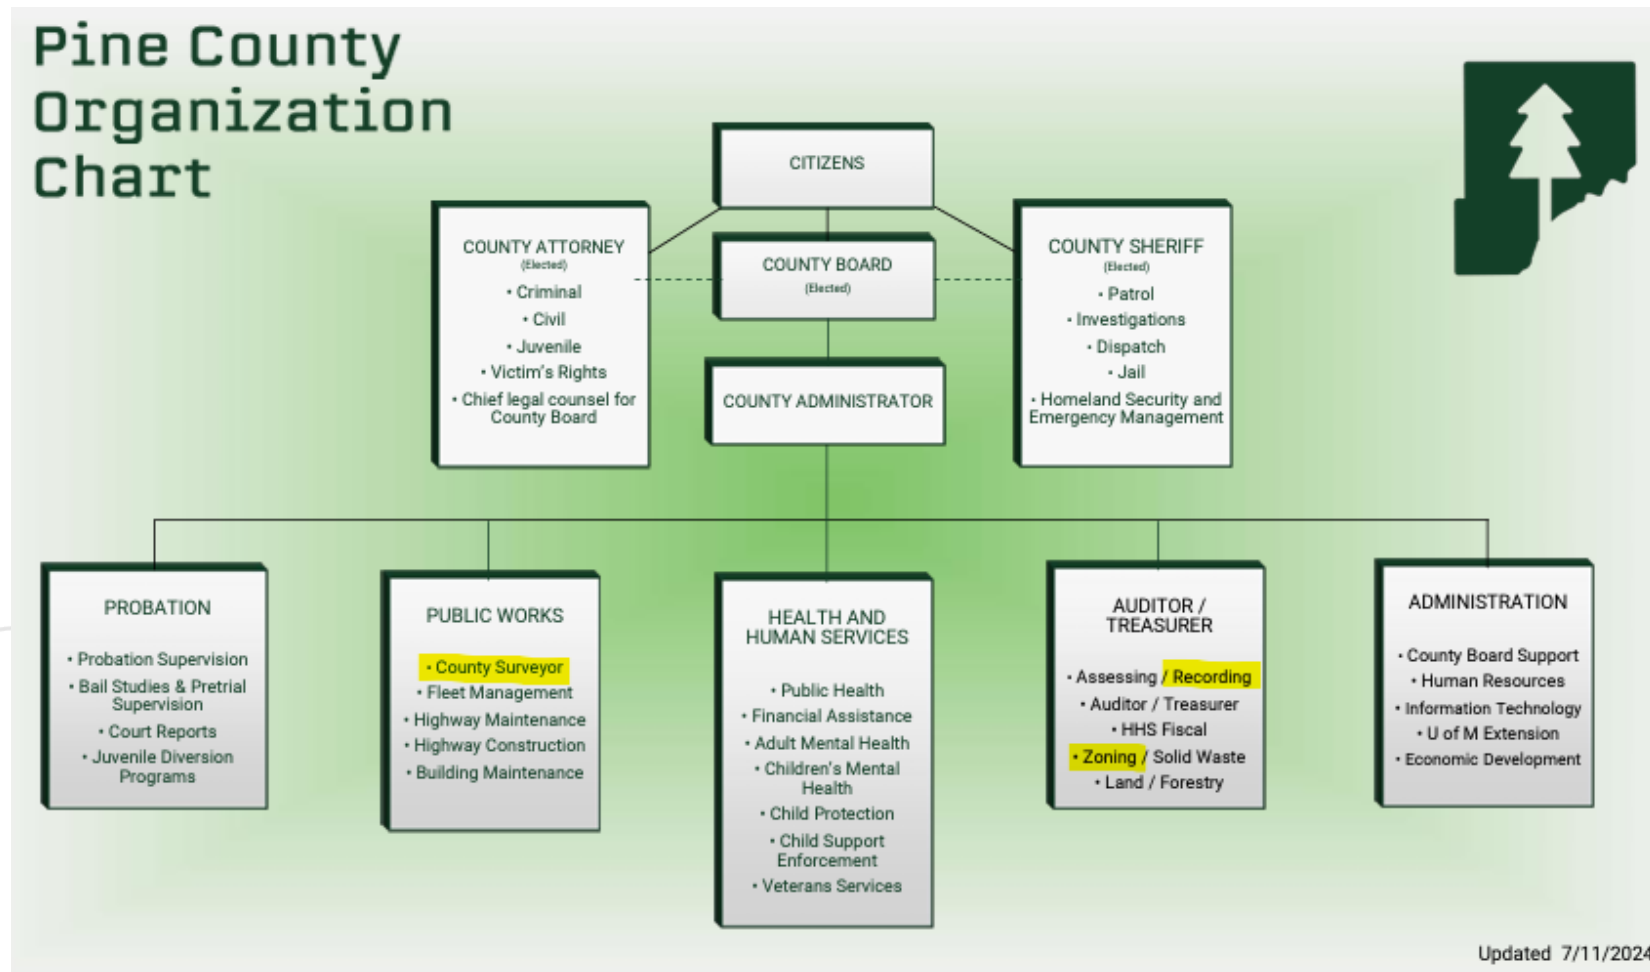 Pine County
Organization
Chart
CITIZENS
COUNTY ATTORNEY
(Elected)
• Criminal
• Civil
• Juvenile
• Victim's Rights
• Chief legal counsel for
County Board
COUNTY BOARD
(Elected)
COUNTY SHERIFF
(Elected)
• Patrol
• Investigations
• Dispatch
• Jail
• Homeland Security and
Emergency Management
COUNTY ADMINISTRATOR
PROBATION
• Probation Supervision
• Bail Studies & Pretrial
Supervision
• Court Reports
• Juvenile Diversion
Programs
PUBLIC WORKS
• County Surveyor
• Fleet Management
• Highway Maintenance
• Highway Construction
• Building Maintenance
HEALTH AND
HUMAN SERVICES
• Public Health
• Financial Assistance
• Adult Mental Health
• Children's Mental
Health
• Child Protection
• Child Support
Enforcement
• Veterans Services
AUDITOR /
TREASURER
• Assessing / Recording
• Auditor / Treasurer
• HHS Fiscal
• Zoning / Solid Waste
• Land / Forestry
ADMINISTRATION
• County Board Support
• Human Resources
• Information Technology
• U of M Extension
• Economic Development
Updated 7/11/2024